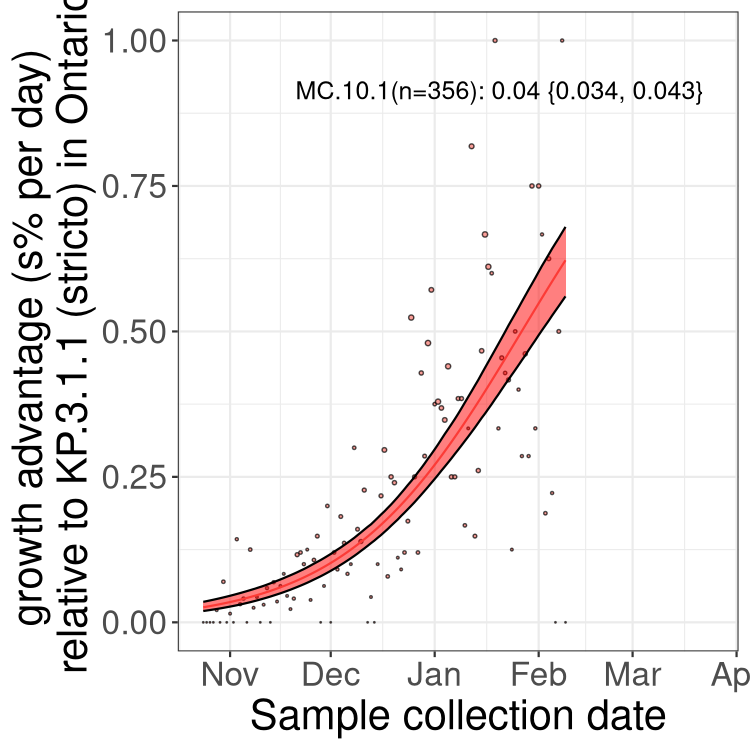 growth advantage (s% per day)
relative to KP.3.1.1 (stricto) in Ontario
1.00
0.75
0.50
0.25
0.00
MC.10.1(n=356): 0.04 {0.034, 0.043}
Nov Dec Jan Feb Mar Ap
Sample collection date